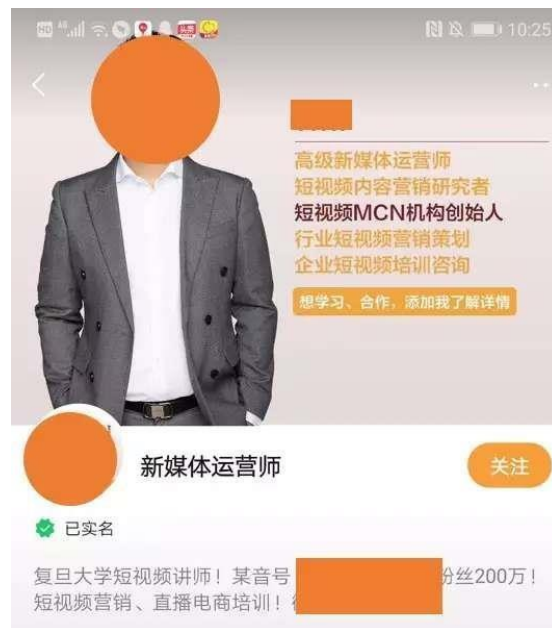 HD 4G 10:25
高级新媒体运营师
短视频内容营销研究者
短视频MCN机构创始人
行业短视频营销策划
企业短视频培训咨询
想学习、合作，添加我了解详情
新媒体运营师
关注
已实名
复旦大学短视频讲师！某音号 粉丝200万！
短视频营销、直播电商培训！